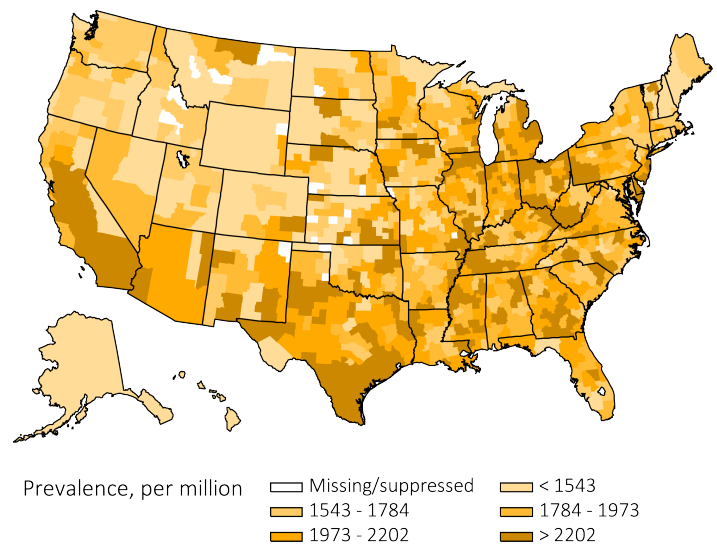 Prevalence, per million
Missing/suppressed
< 1543
1543 - 1784
1784 - 1973
1973 - 2202
> 2202